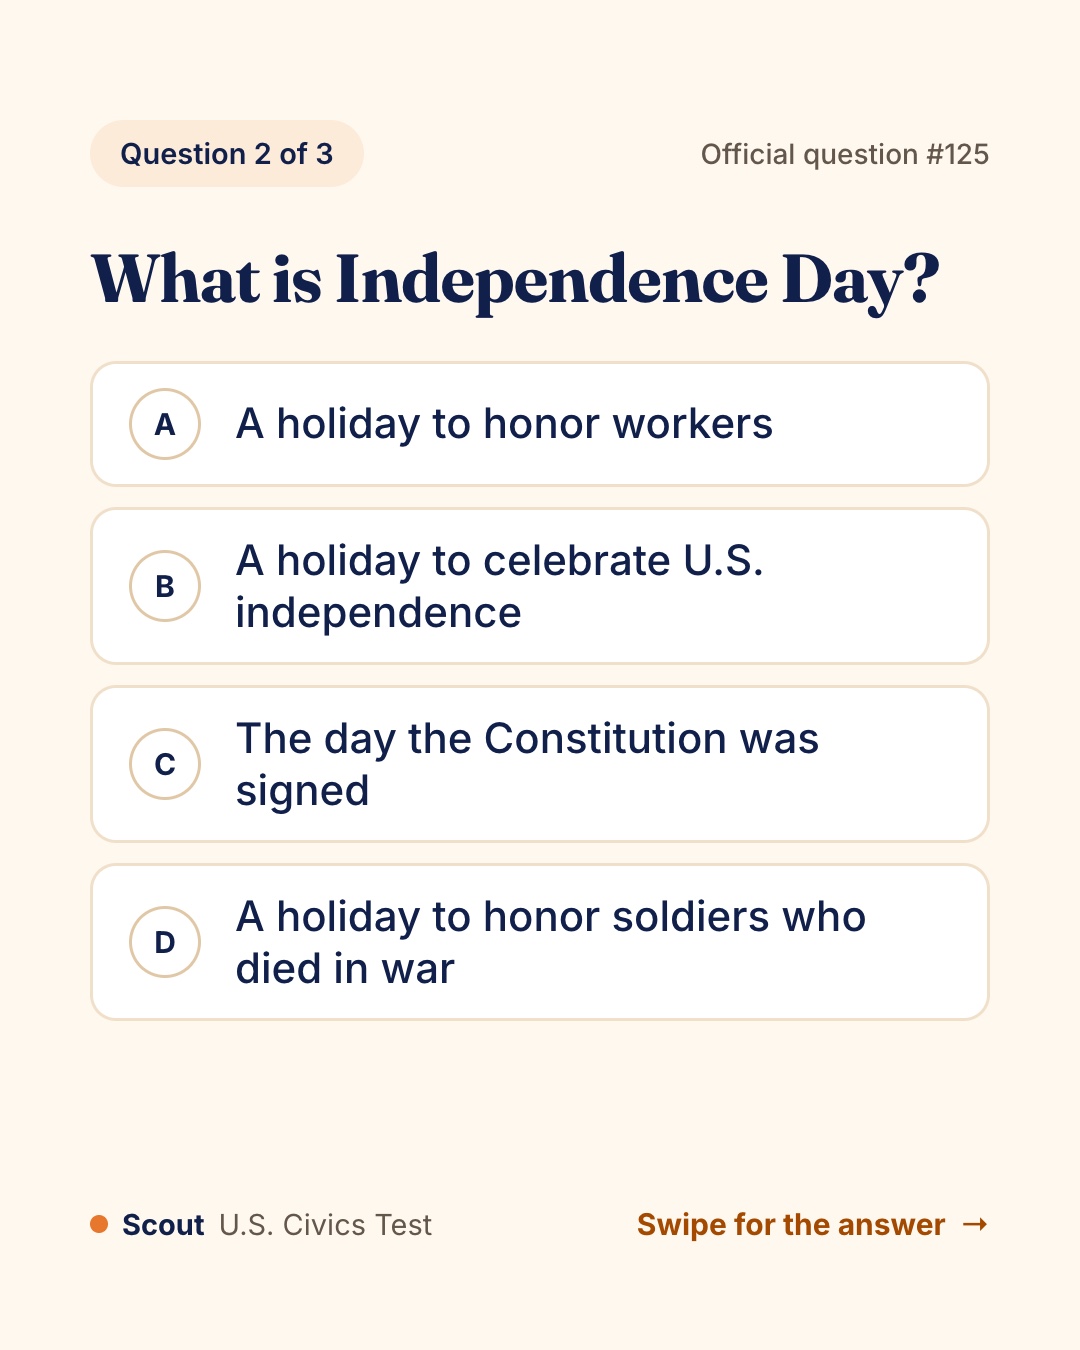 Question 2 of 3
Official question #125
What is Independence Day?
A A holiday to honor workers
B A holiday to celebrate U.S.
independence
C The day the Constitution was
signed
D A holiday to honor soldiers who
died in war
Scout U.S. Civics Test
Swipe for the answer →